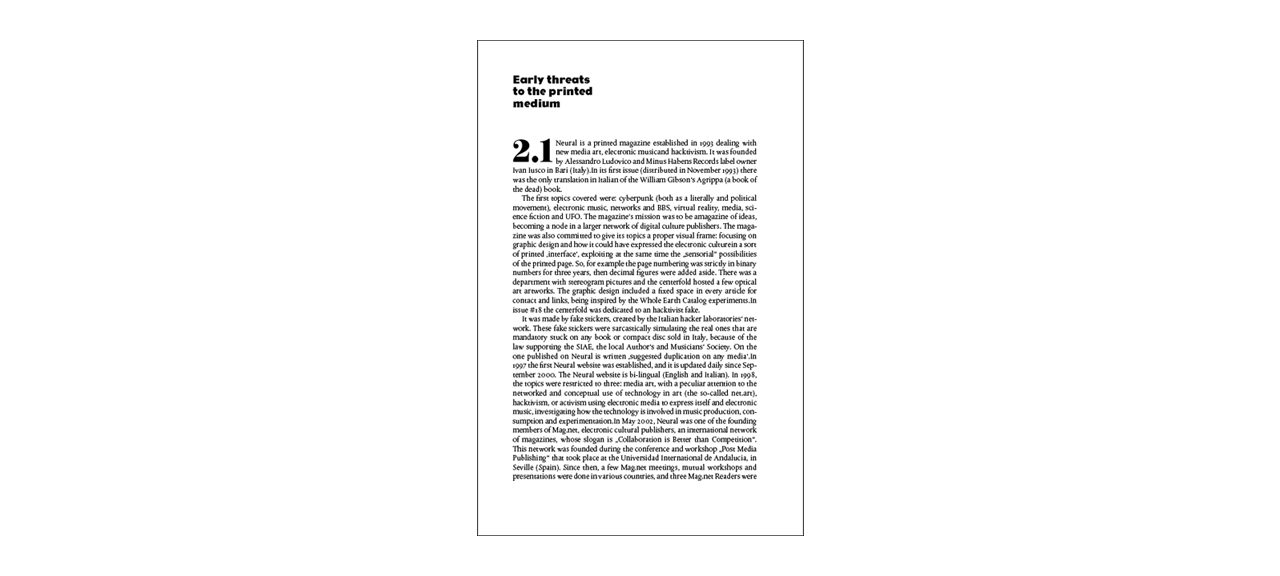 Early threats
to the printed
medium
2.1 Neural is a printed magazine established in 1993 dealing with
new media art, electronic musicand hacktivism. It was founded
by Alessandro Ludovico and Minus Habens Records label owner
Ivan Iusco in Bari (Italy).In its first issue (distributed in November 1993) there
was the only translation in Italian of the William Gibson's Agrippa (a book of
the dead) book.
The first topics covered were: cyberpunk (both as a literally and political
movement), electronic music, networks and BBS, virtual reality, media, sci-
ence fiction and UFO. The magazine's mission was to be amagazine of ideas,
becoming a node in a larger network of digital culture publishers. The maga-
zine was also committed to give its topics a proper visual frame: focusing on
graphic design and how it could have expressed the electronic culturein a sort
of printed ‚interface', exploiting at the same time the „sensorial“ possibilities
of the printed page. So, for example the page numbering was strictly in binary
numbers for three years, then decimal figures were added aside. There was a
department with stereogram pictures and the centerfold hosted a few optical
art artworks. The graphic design included a fixed space in every article for
contact and links, being inspired by the Whole Earth Catalog experiments.In
issue #18 the centerfold was dedicated to an hacktivist fake.
It was made by fake stickers, created by the Italian hacker laboratories' net-
work. These fake stickers were sarcastically simulating the real ones that are
mandatory stuck on any book or compact disc sold in Italy, because of the
law supporting the SIAE, the local Author's and Musicians' Society. On the
one published on Neural is written ‚suggested duplication on any media'.In
1997 the first Neural website was established, and it is updated daily since Sep-
tember 2000. The Neural website is bi-lingual (English and Italian). In 1998,
the topics were restricted to three: media art, with a peculiar attention to the
networked and conceptual use of technology in art (the so-called net.art),
hacktivism, or activism using electronic media to express itself and electronic
music, investigating how the technology is involved in music production, con-
sumption and experimentation.In May 2002, Neural was one of the founding
members of Mag.net, electronic cultural publishers, an international network
of magazines, whose slogan is „Collaboration is Better than Competition“.
This network was founded during the conference and workshop „Post Media
Publishing“ that took place at the Universidad International de Andalucia, in
Seville (Spain). Since then, a few Mag.net meetings, mutual workshops and
presentations were done in various countries, and three Mag.net Readers were